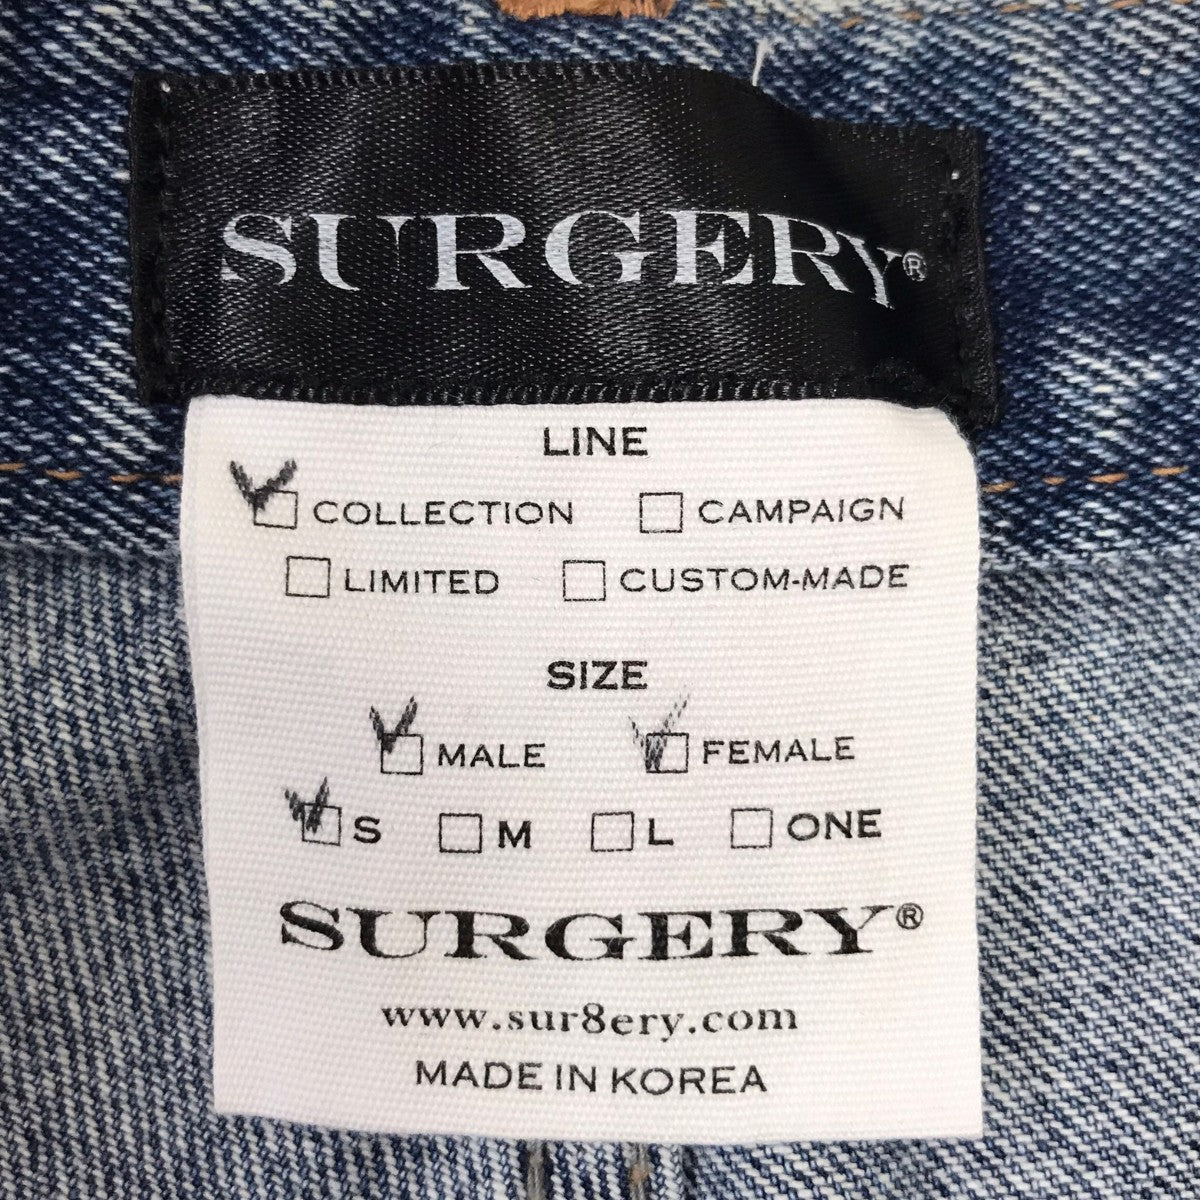 SURGERY®
LINE
☑ COLLECTION ☐ CAMPAIGN
☐ LIMITED ☐ CUSTOM-MADE
SIZE
☑ MALE ☑ FEMALE
☑ S ☐ M ☐ L ☐ ONE
SURGERY®
www.sur8ery.com
MADE IN KOREA